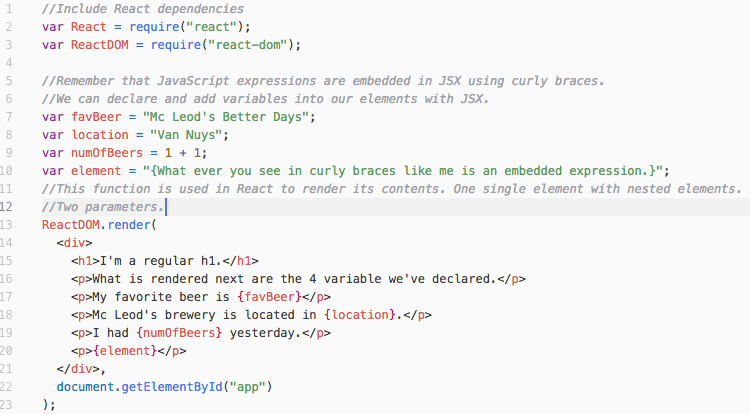 1 //Include React dependencies
2 var React = require("react");
3 var ReactDOM = require("react-dom");
4
5 //Remember that JavaScript expressions are embedded in JSX using curly braces.
6 //We can declare and add variables into our elements with JSX.
7 var favBeer = "Mc Leod's Better Days";
8 var location = "Van Nuys";
9 var numOfBeers = 1 + 1;
10 var element = "{What ever you see in curly braces like me is an embedded expression.}";
11 //This function is used in React to render its contents. One single element with nested elements.
12 //Two parameters.
13 ReactDOM.render(
14   <div>
15     <h1>I'm a regular h1.</h1>
16     <p>What is rendered next are the 4 variable we've declared.</p>
17     <p>My favorite beer is {favBeer}</p>
18     <p>Mc Leod's brewery is located in {location}.</p>
19     <p>I had {numOfBeers} yesterday.</p>
20     <p>{element}</p>
21   </div>,
22   document.getElementById("app")
23 );